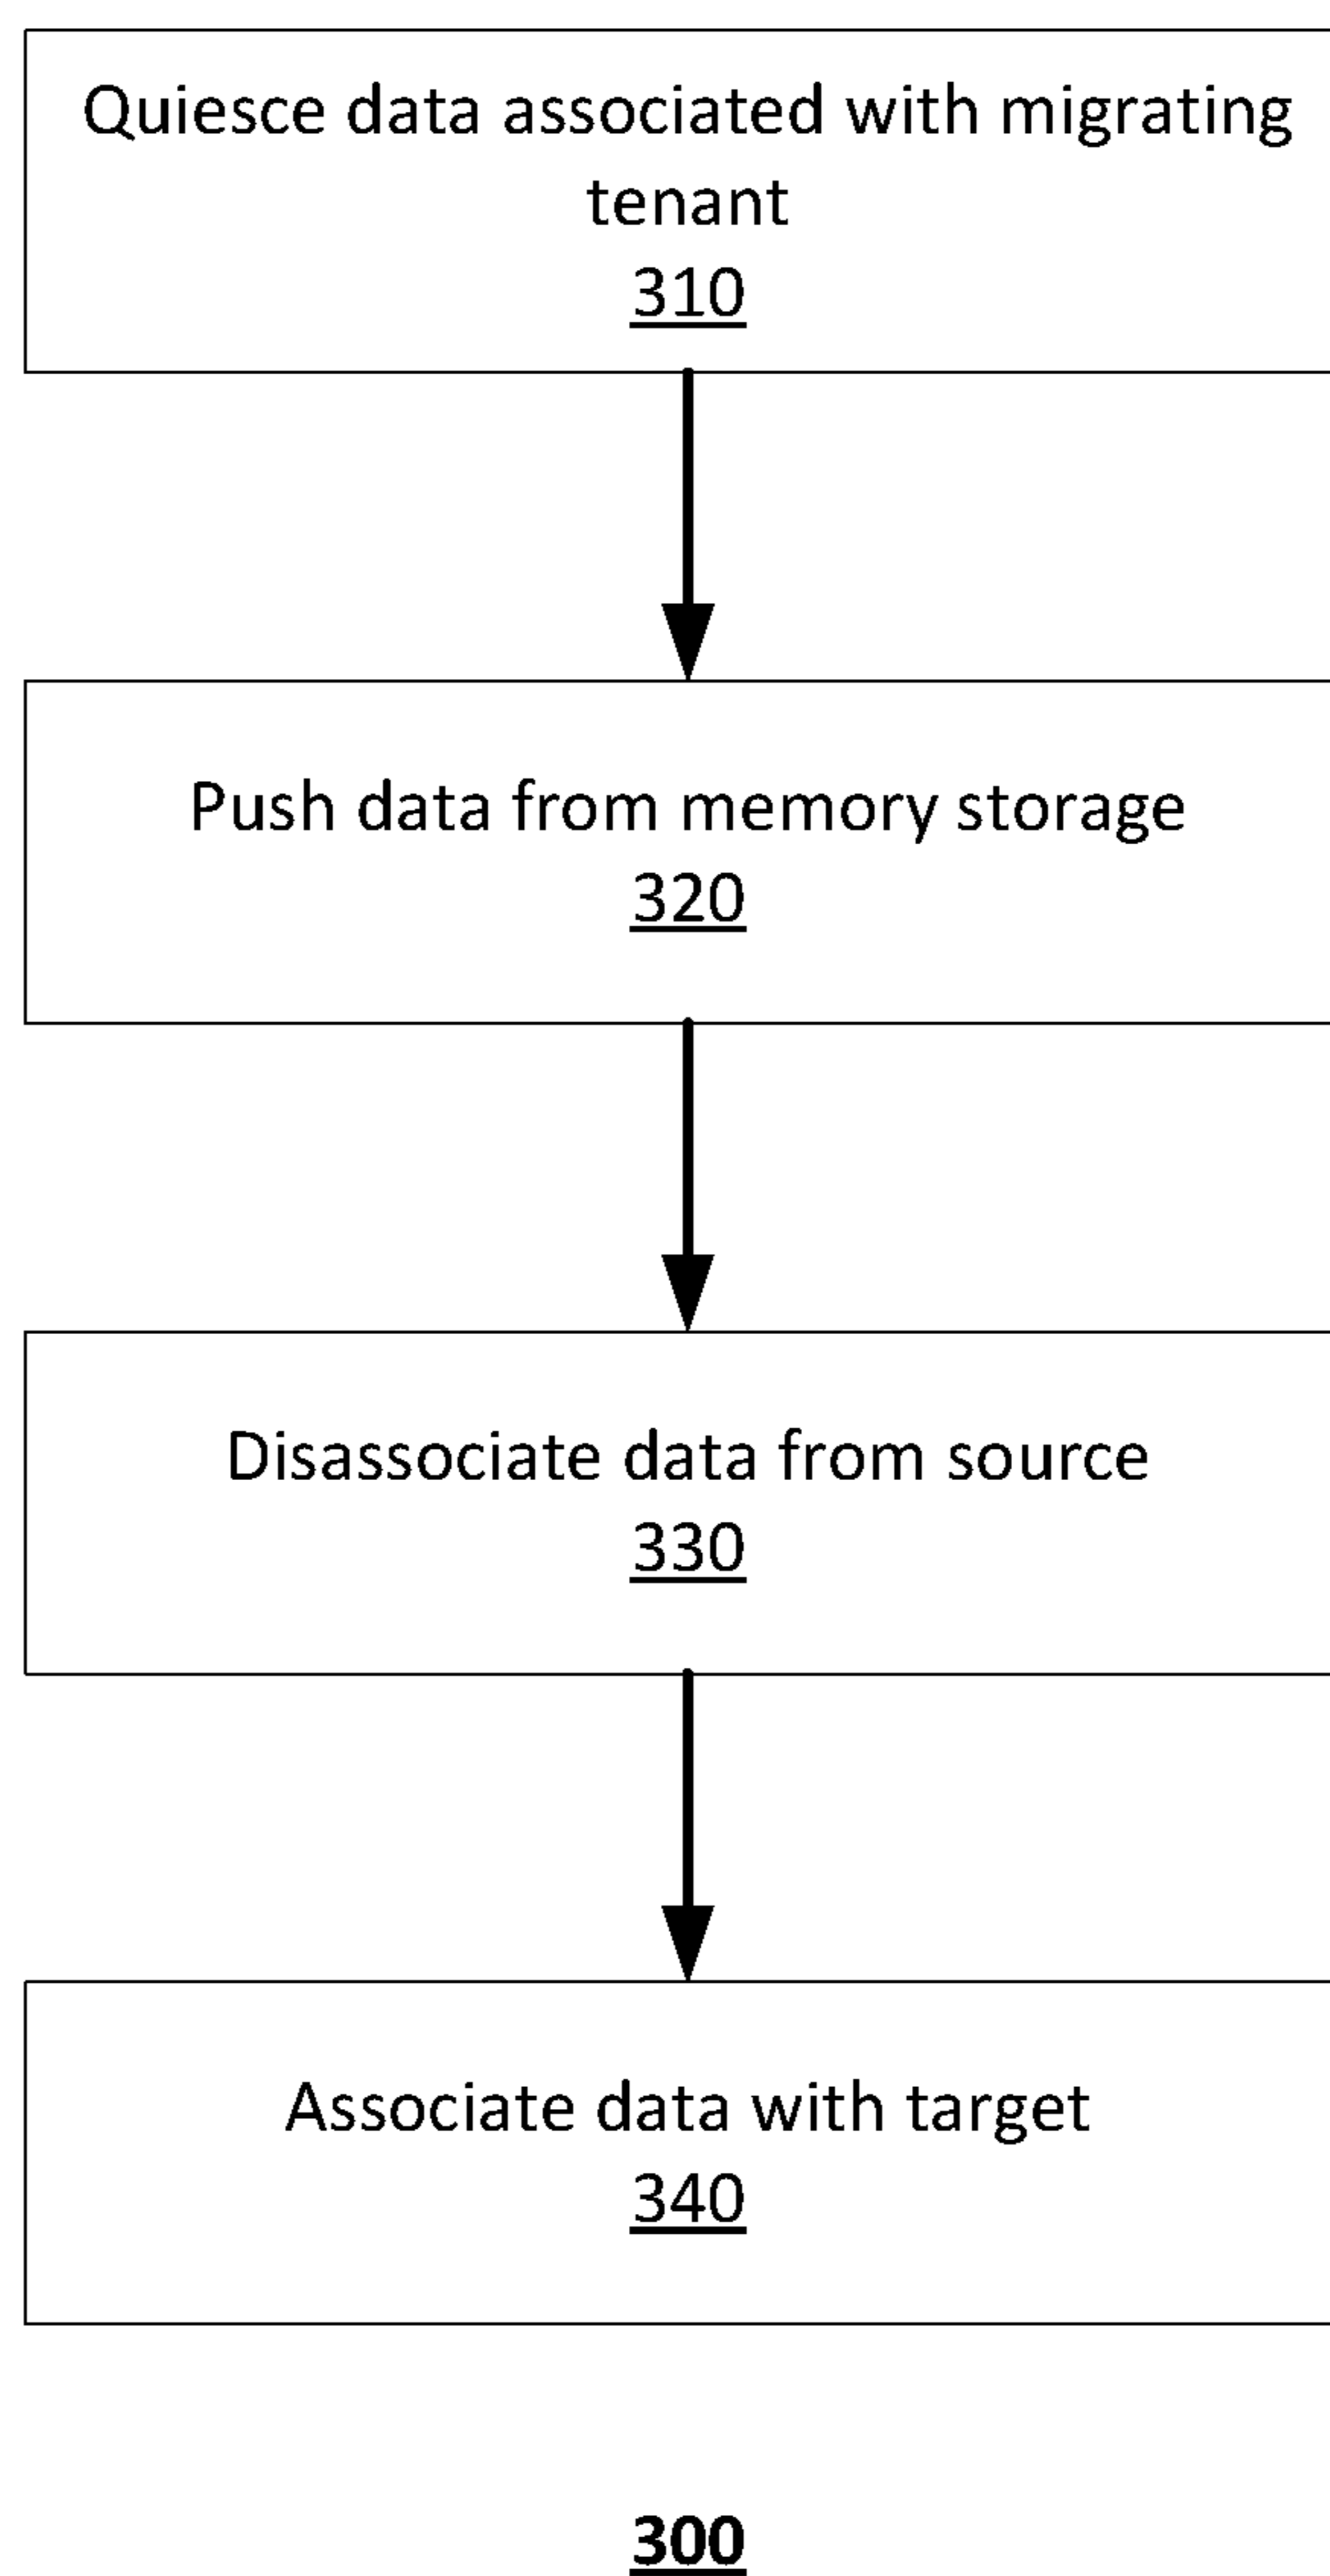 Quiesce data associated with migrating
tenant
310
Push data from memory storage
320
Disassociate data from source
330
Associate data with target
340
300